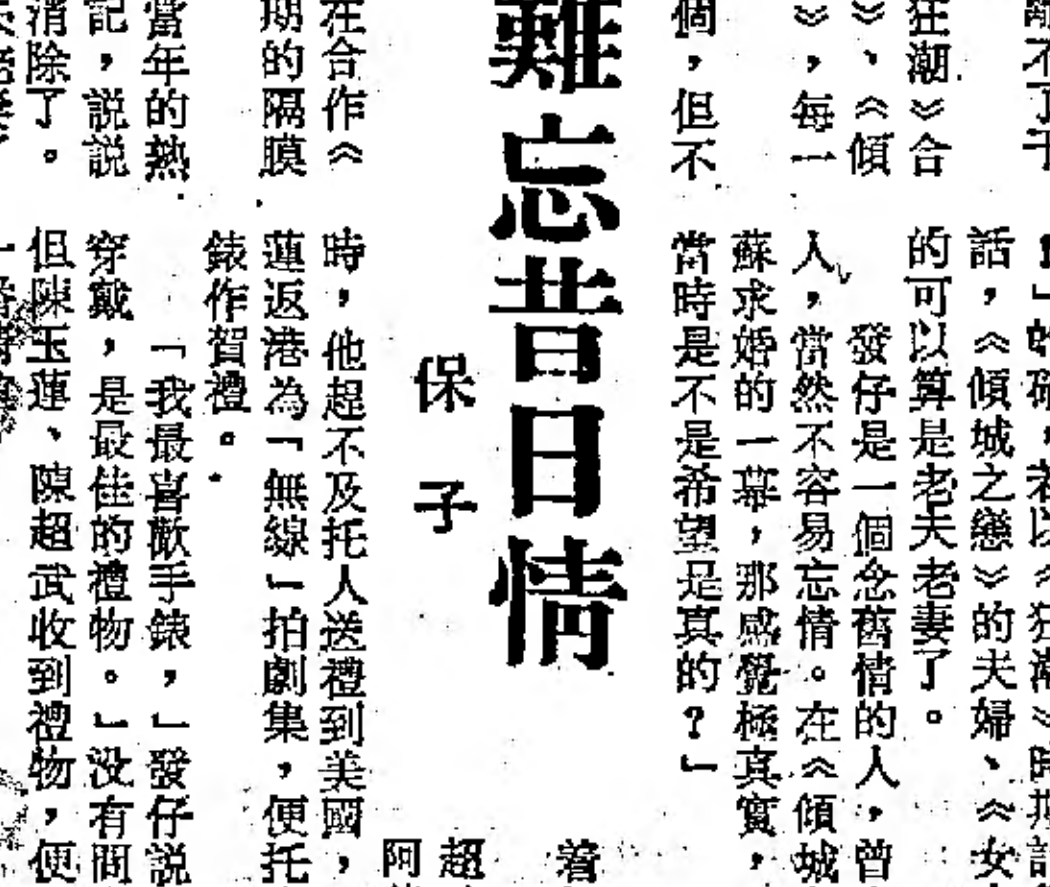 離不了
狂潮》合
》、《傾
》，每一
個，但不
難忘昔日情
保子
在合作《
期的隔膜
當年的熱
記，説説
消除了。
話，《傾城之戀》的夫婦、《女
的可以算是老夫老妻了。
發仔是一個念舊情的人，曾
人，當然不容易忘情。在《傾城
蘇求婚的一幕，那感覺極真實，
當時是不是希望是真的？」
着
超
阿
時，他趕不及托人送禮到美國，
蓮返港為「無線」拍劇集，便托
錶作賀禮。
「我最喜歡手錶，」發仔説
穿戴，是最佳的禮物。」没有問
但陳玉蓮、陳超武收到禮物，便